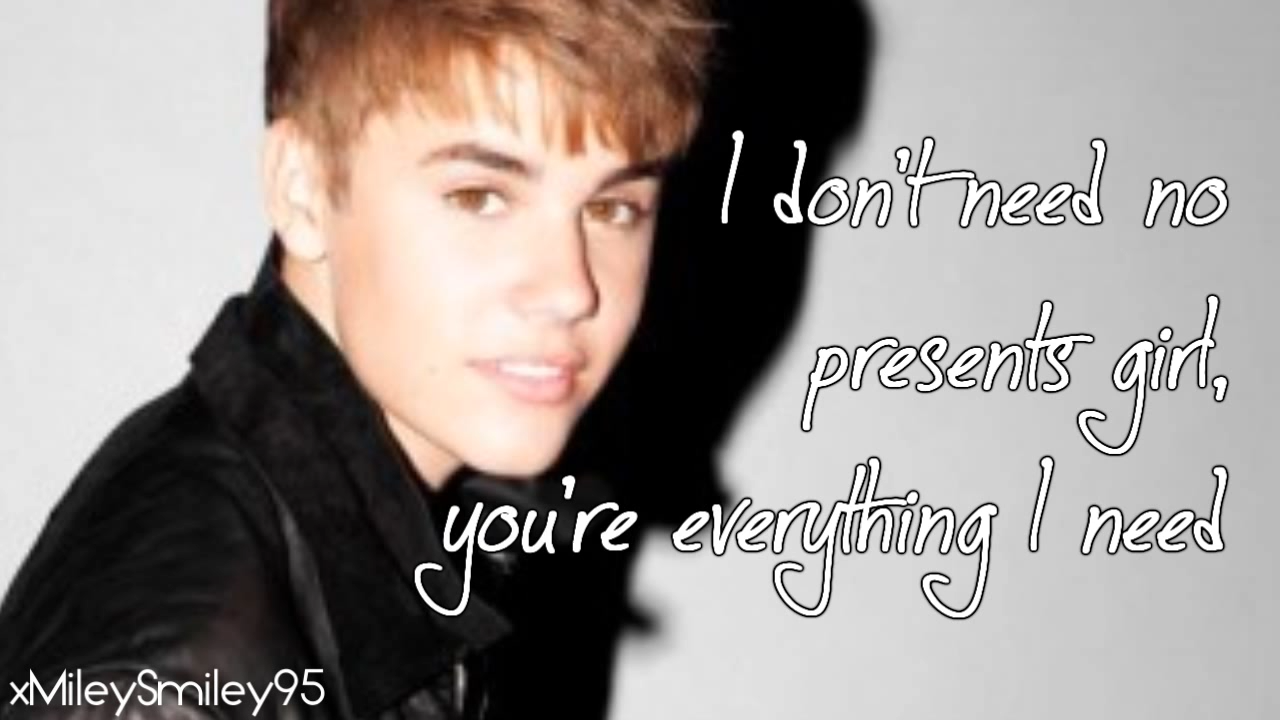 I don't need no
presents girl,
you're everything I need
xMileySmiley95